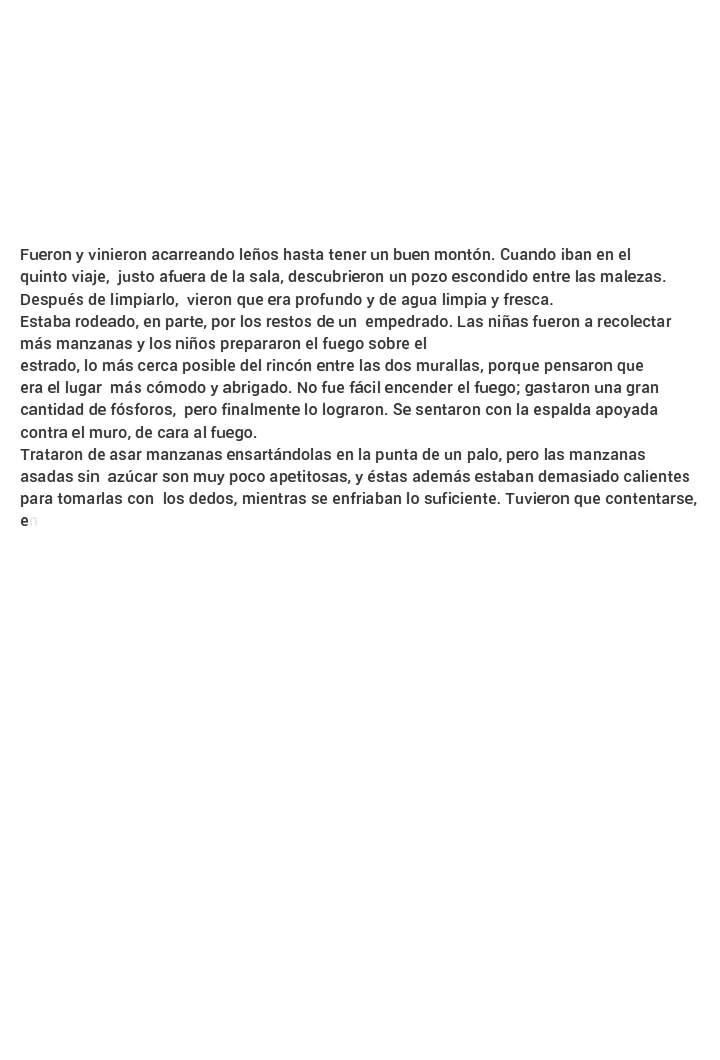 Fueron y vinieron acarreando leños hasta tener un buen montón. Cuando iban en el
quinto viaje,  justo afuera de la sala, descubrieron un pozo escondido entre las malezas.
Después de limpiarlo,  vieron que era profundo y de agua limpia y fresca.
Estaba rodeado, en parte, por los restos de un  empedrado. Las niñas fueron a recolectar
más manzanas y los niños prepararon el fuego sobre el
estrado, lo más cerca posible del rincón entre las dos murallas, porque pensaron que
era el lugar  más cómodo y abrigado. No fue fácil encender el fuego; gastaron una gran
cantidad de fósforos,  pero finalmente lo lograron. Se sentaron con la espalda apoyada
contra el muro, de cara al fuego.
Trataron de asar manzanas ensartándolas en la punta de un palo, pero las manzanas
asadas sin  azúcar son muy poco apetitosas, y éstas además estaban demasiado calientes
para tomarlas con  los dedos, mientras se enfriaban lo suficiente. Tuvieron que contentarse,
en